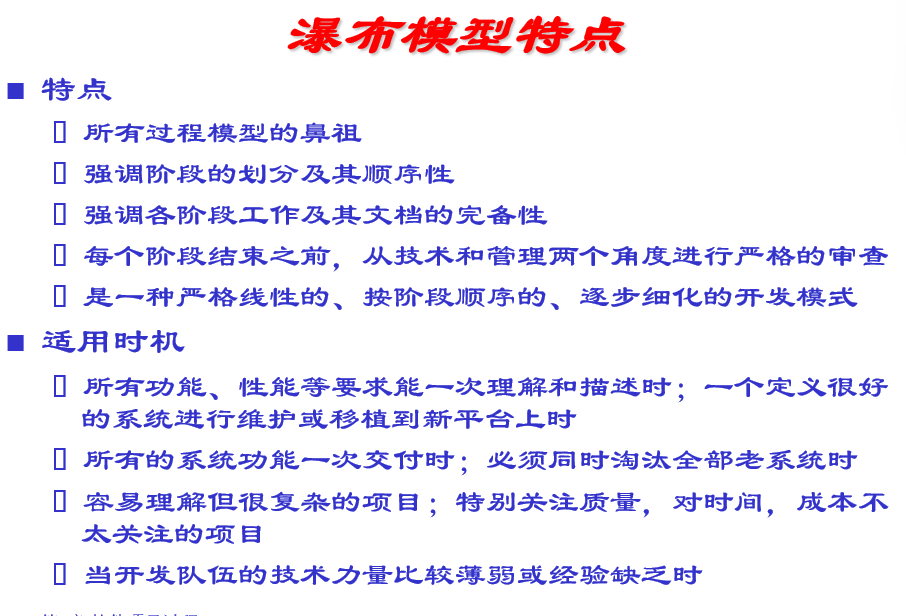 瀑布模型特点
特点
所有过程模型的鼻祖
强调阶段的划分及其顺序性
强调各阶段工作及其文档的完备性
每个阶段结束之前，从技术和管理两个角度进行严格的审查
是一种严格线性的、按阶段顺序的、逐步细化的开发模式
适用时机
所有功能、性能等要求能一次理解和描述时；一个定义很好
的系统进行维护或移植到新平台上时
所有的系统功能一次交付时；必须同时淘汰全部老系统时
容易理解但很复杂的项目；特别关注质量，对时间，成本不
太关注的项目
当开发队伍的技术力量比较薄弱或经验缺乏时